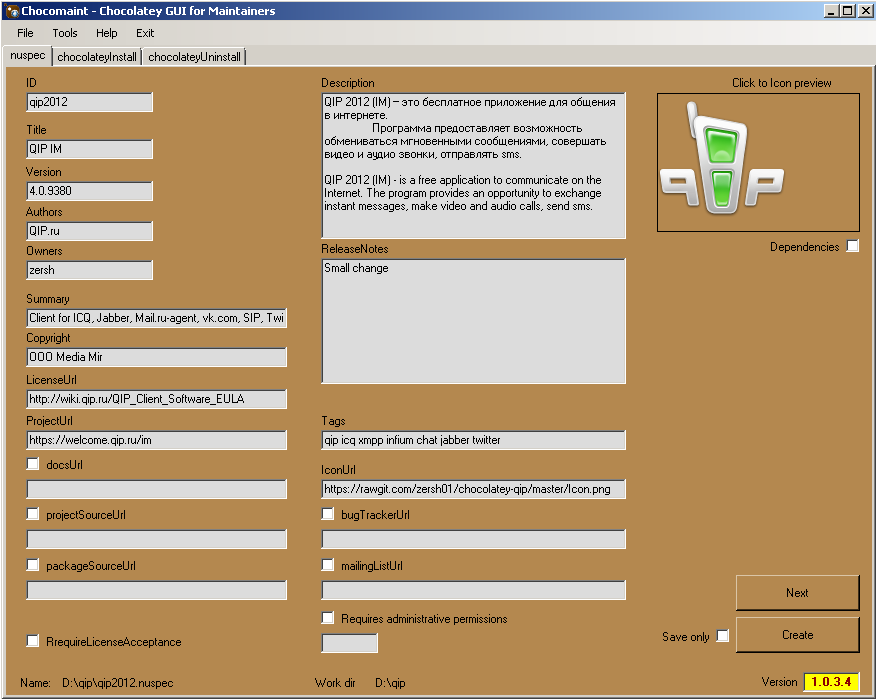 Chocomaint - Chocolatey GUI for Maintainers
File Tools Help Exit
nuspec chocolateyInstall chocolateyUninstall
ID
qip2012
Title
QIP IM
Version
4.0.9380
Authors
QIP.ru
Owners
zersh
Summary
Client for ICQ, Jabber, Mail.ru-agent, vk.com, SIP, Twi
Copyright
OOO Media Mir
LicenseUrl
http://wiki.qip.ru/QIP_Client_Software_EULA
ProjectUrl
https://welcome.qip.ru/im
docsUrl
projectSourceUrl
packageSourceUrl
RrequireLicenseAcceptance
Description
QIP 2012 (IM) – это бесплатное приложение для общения
в интернете.
Программа предоставляет возможность
обмениваться мгновенными сообщениями, совершать
видео и аудио звонки, отправлять sms.
QIP 2012 (IM) - is a free application to communicate on the
Internet. The program provides an opportunity to exchange
instant messages, make video and audio calls, send sms.
ReleaseNotes
Small change
Tags
qip icq xmpp infium chat jabber twitter
IconUrl
https://rawgit.com/zersh01/chocolatey-qip/master/Icon.png
bugTrackerUrl
mailingListUrl
Requires administrative permissions
Click to Icon preview
Dependencies
Next
Save only
Create
Name: D:\qip\qip2012.nuspec
Work dir D:\qip
Version 1.0.3.4